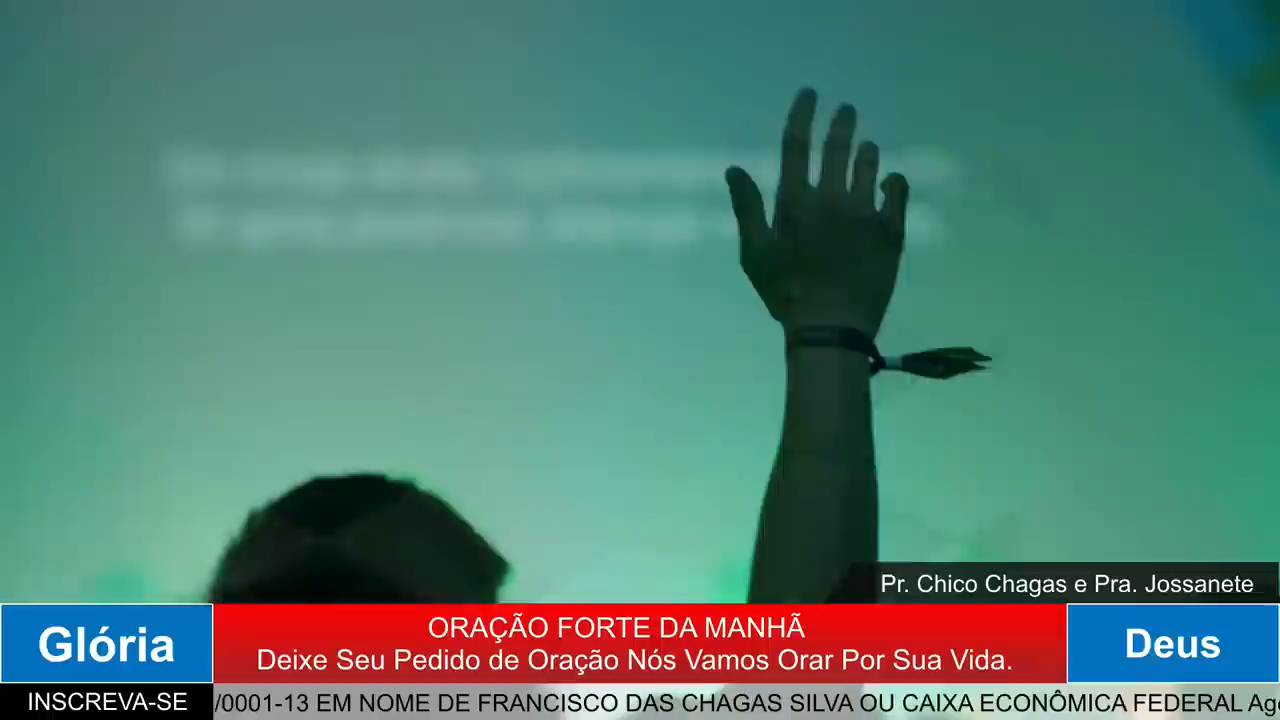 Pr. Chico Chagas e Pra. Jossanete
Glória
ORAÇÃO FORTE DA MANHÃ
Deixe Seu Pedido de Oração Nós Vamos Orar Por Sua Vida.
Deus
INSCREVA-SE
/0001-13 EM NOME DE FRANCISCO DAS CHAGAS SILVA OU CAIXA ECONÔMICA FEDERAL Ag